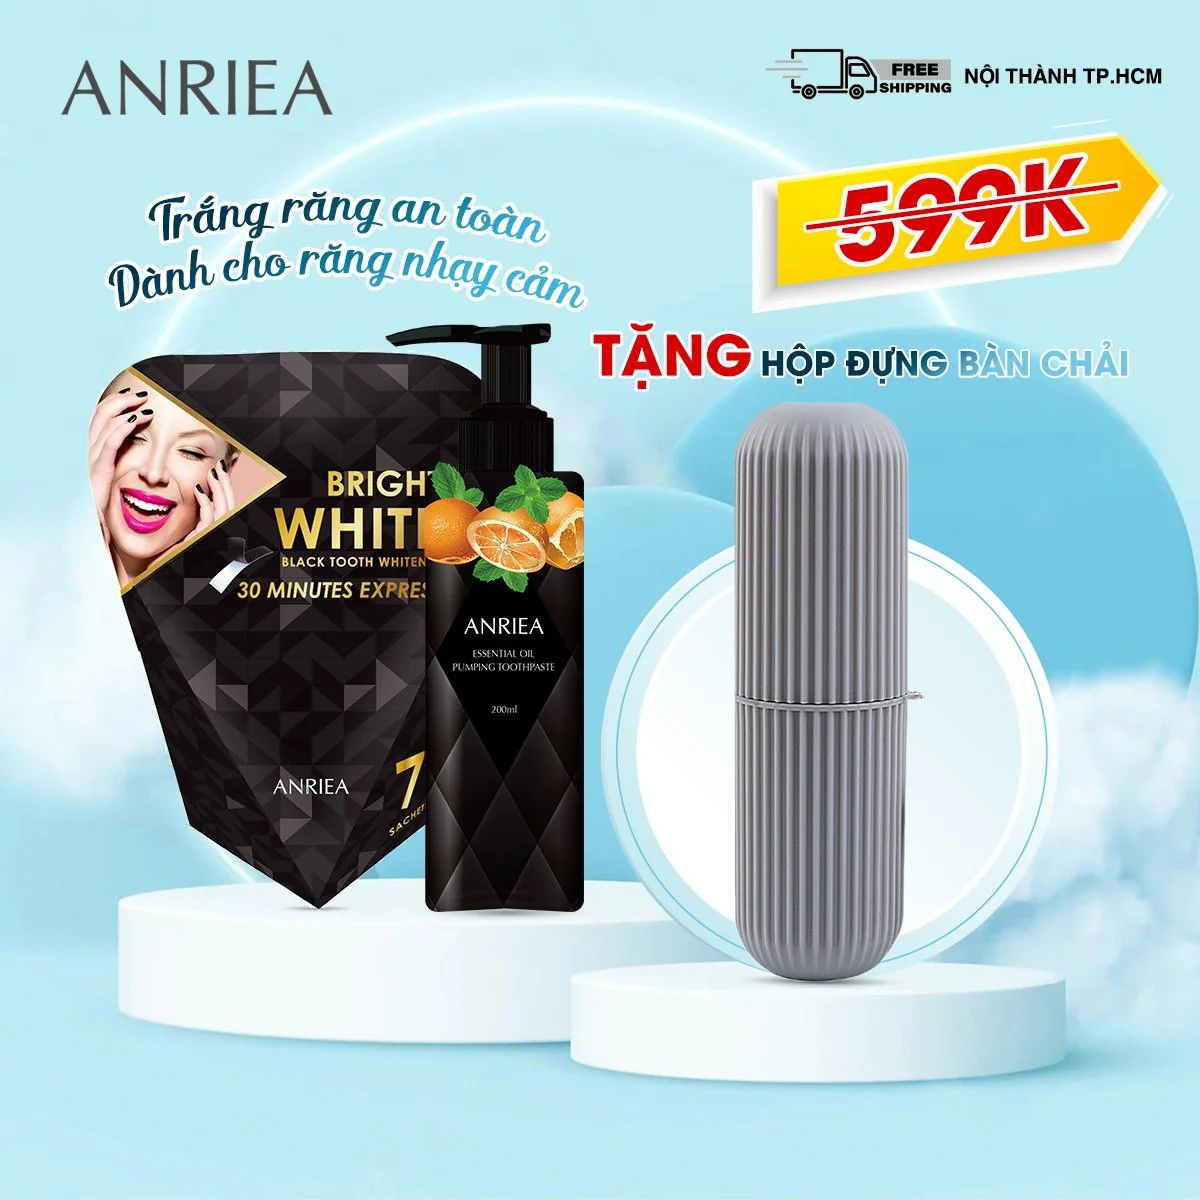 ANRIEA
FREE
SHIPPING
NỘI THÀNH TP.HCM
599K
Trắng răng an toàn
Dành cho răng nhạy cảm
TẶNG HỘP ĐỰNG BÀN CHẢI
BRIGHT
WHITE
BLACK TOOTH WHITEN
30 MINUTES EXPRES
ANRIEA
7
SACHET
ANRIEA
ESSENTIAL OIL
PUMPING TOOTHPASTE
200ml